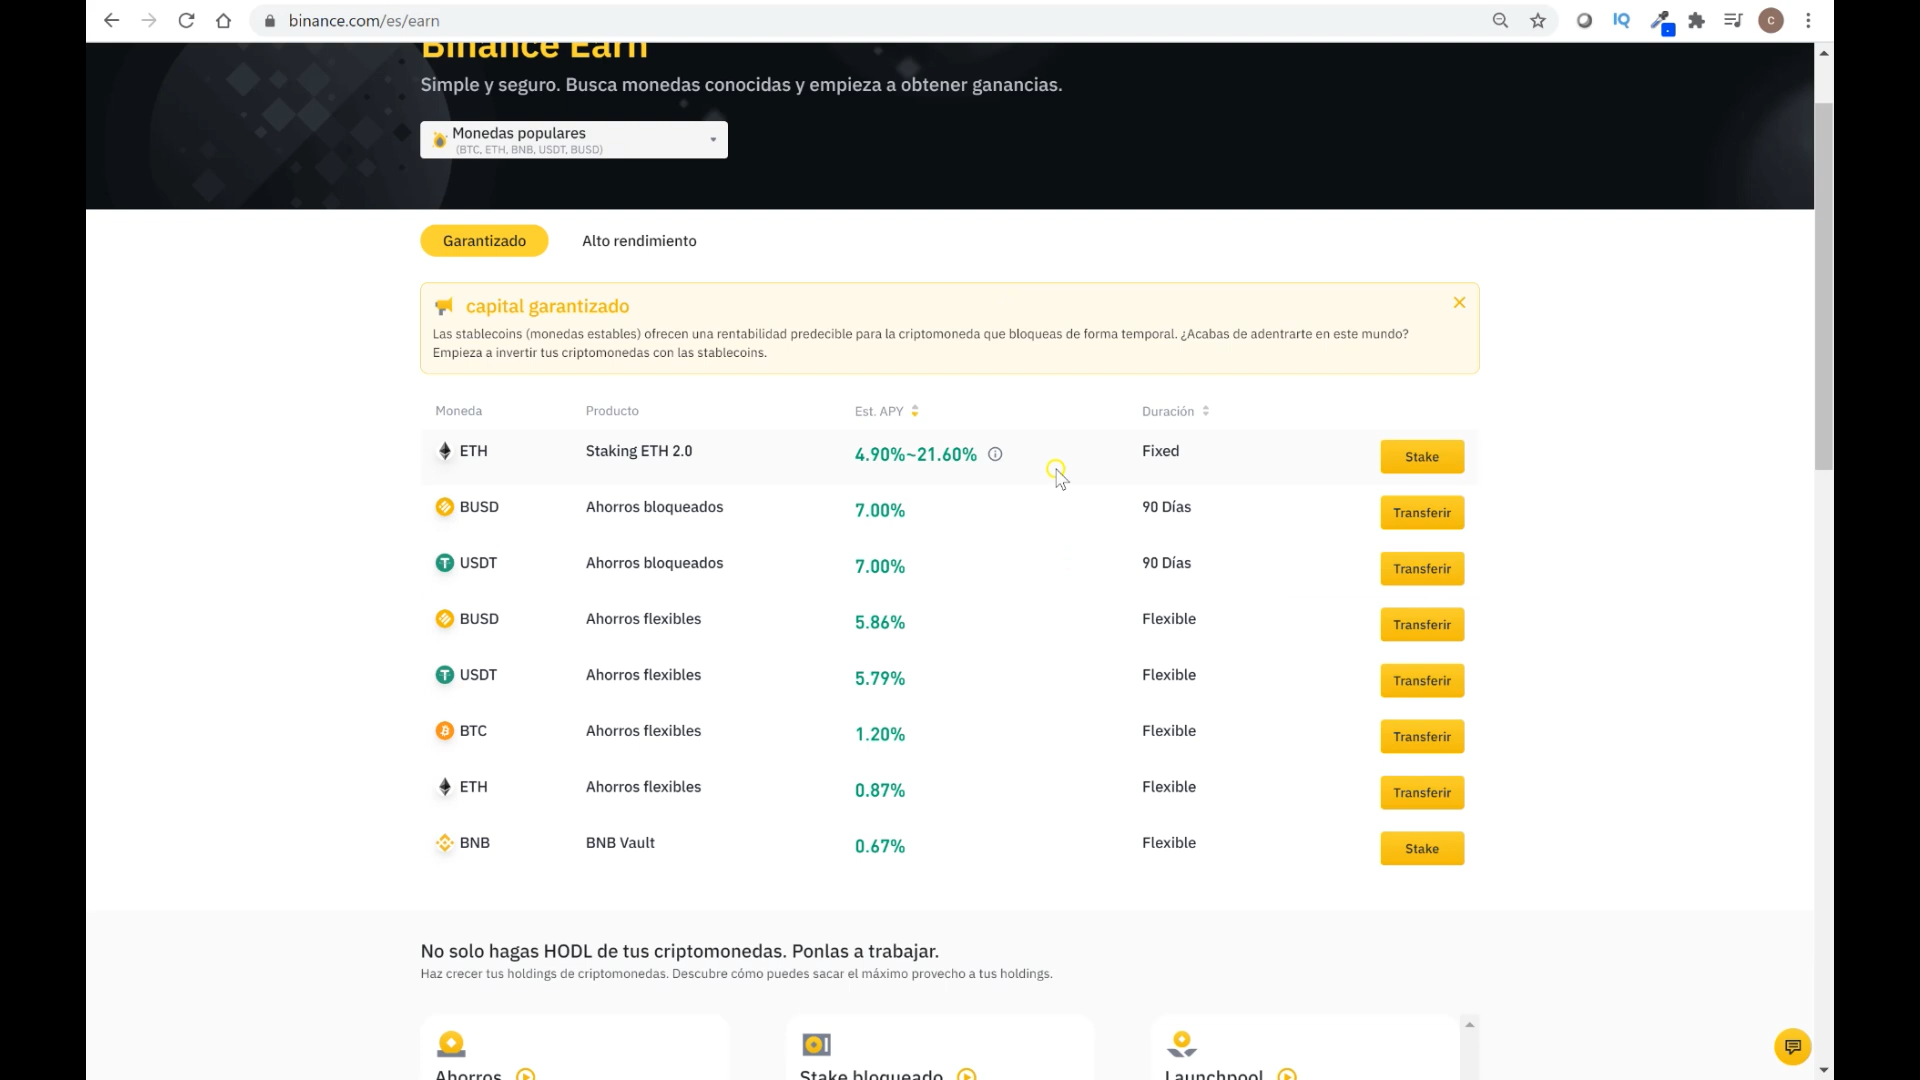 binance.com/es/earn
IQ
C
Binance Earn
Simple y seguro. Busca monedas conocidas y empieza a obtener ganancias.
Monedas populares
(BTC, ETH, BNB, USDT, BUSD)
Garantizado
Alto rendimiento
capital garantizado
Las stablecoins (monedas estables) ofrecen una rentabilidad predecible para la criptomoneda que bloqueas de forma temporal. ¿Acabas de adentrarte en este mundo?
Empieza a invertir tus criptomonedas con las stablecoins.
Moneda Producto Est. APY Duración
ETH Staking ETH 2.0 4.90%~21.60% Fixed Stake
BUSD Ahorros bloqueados 7.00% 90 Días Transferir
USDT Ahorros bloqueados 7.00% 90 Días Transferir
BUSD Ahorros flexibles 5.86% Flexible Transferir
USDT Ahorros flexibles 5.79% Flexible Transferir
BTC Ahorros flexibles 1.20% Flexible Transferir
ETH Ahorros flexibles 0.87% Flexible Transferir
BNB BNB Vault 0.67% Flexible Stake
No solo hagas HODL de tus criptomonedas. Ponlas a trabajar.
Haz crecer tus holdings de criptomonedas. Descubre cómo puedes sacar el máximo provecho a tus holdings.
Ahorros
Stake bloqueado
Launchpool